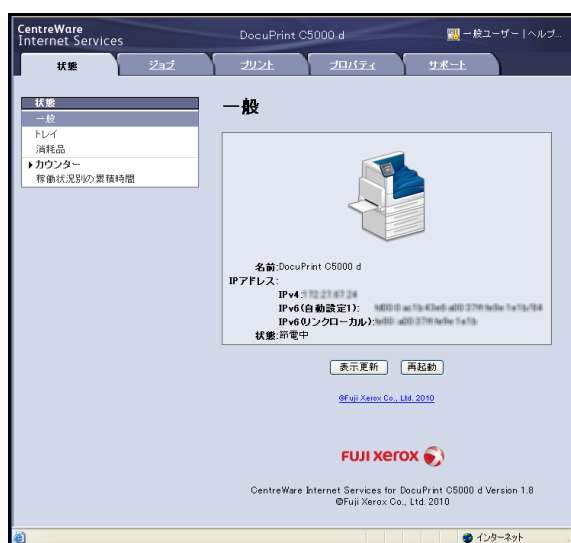 CentreWare
Internet Services
DocuPrint C5000 d
一般ユーザー | ヘルプ...
状態
ジョブ
プリント
プロパティ
サポート
状態
一般
トレイ
消耗品
カウンター
稼働状況別の累積時間
一般
名前:DocuPrint C5000 d
IPアドレス:
IPv4:
IPv6(自動設定1):
IPv6(リンクローカル):
状態:節電中
表示更新
再起動
©Fuji Xerox Co., Ltd. 2010
FUJI XEROX
CentreWare Internet Services for DocuPrint C5000 d Version 1.8
©Fuji Xerox Co., Ltd. 2010
インターネット